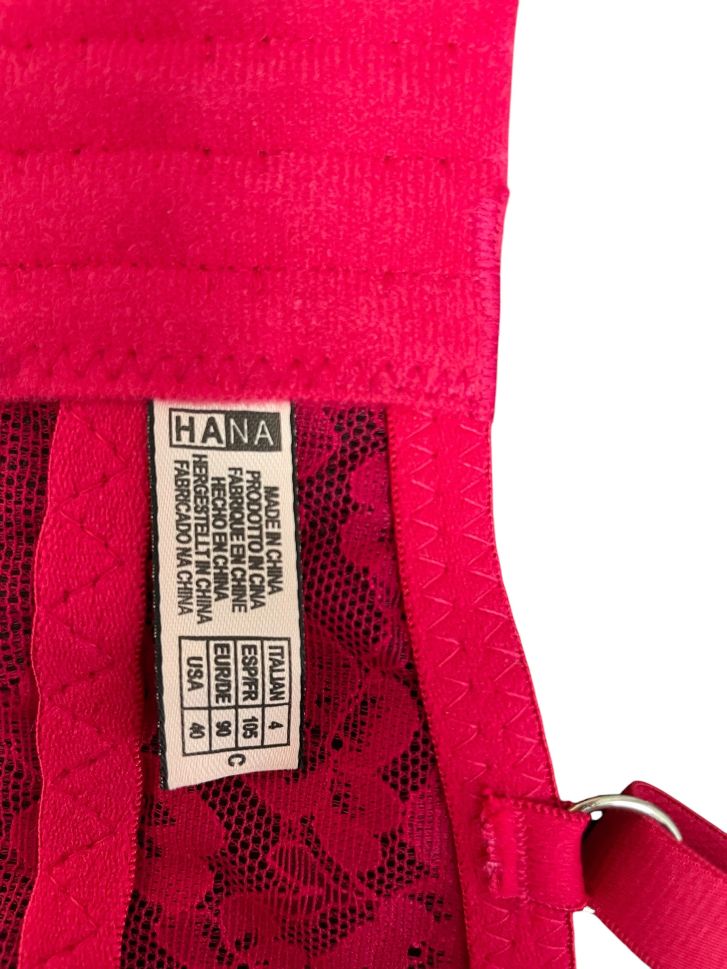 HANA
MADE IN CHINA
PRODOTTO IN CINA
FABRIQUE EN CHINE
HECHO EN CHINA
HERGESTELLT IN CHINA
FABRICADO NA CHINA
ITALIAN 4
ESP/FR 105
EUR/DE 90 C
USA 40